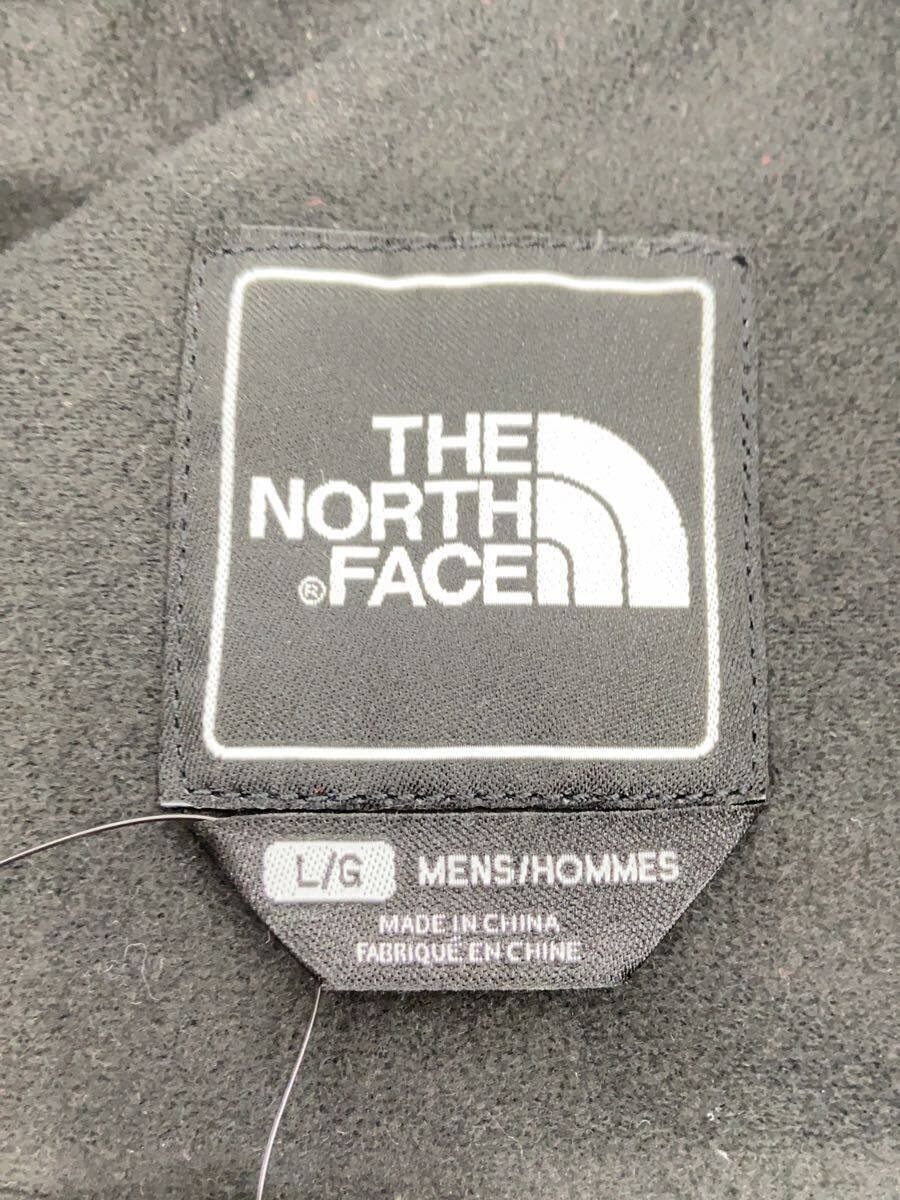 THE
NORTH
®FACE
L/G MENS/HOMMES
MADE IN CHINA
FABRIQUÉ EN CHINE